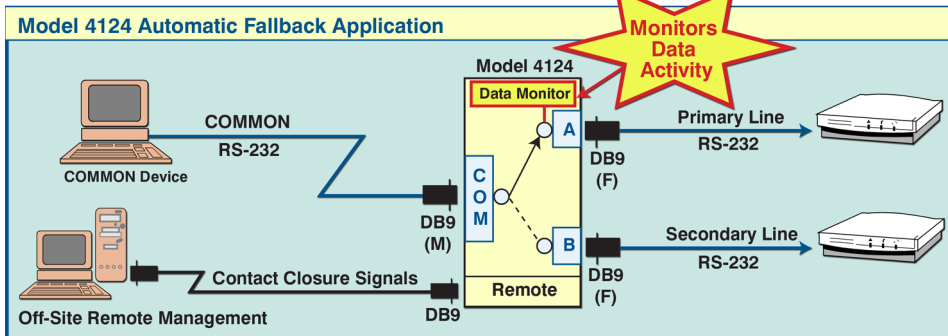 Model 4124 Automatic Fallback Application
Monitors
Data
Activity
Model 4124
Data Monitor
COMMON
RS-232
COMMON Device
A
Primary Line
RS-232
DB9
(F)
C
O
M
DB9
(M)
B
Secondary Line
RS-232
DB9
(F)
Contact Closure Signals
Remote
DB9
Off-Site Remote Management